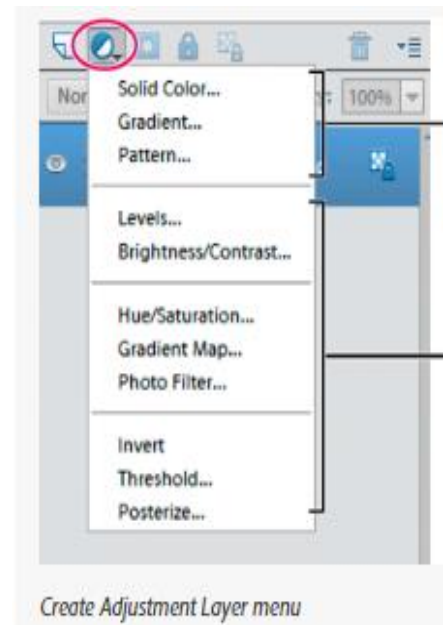 Nor
100%
Solid Color...
Gradient...
Pattern...
Levels...
Brightness/Contrast...
Hue/Saturation...
Gradient Map...
Photo Filter...
Invert
Threshold...
Posterize...
Create Adjustment Layer menu